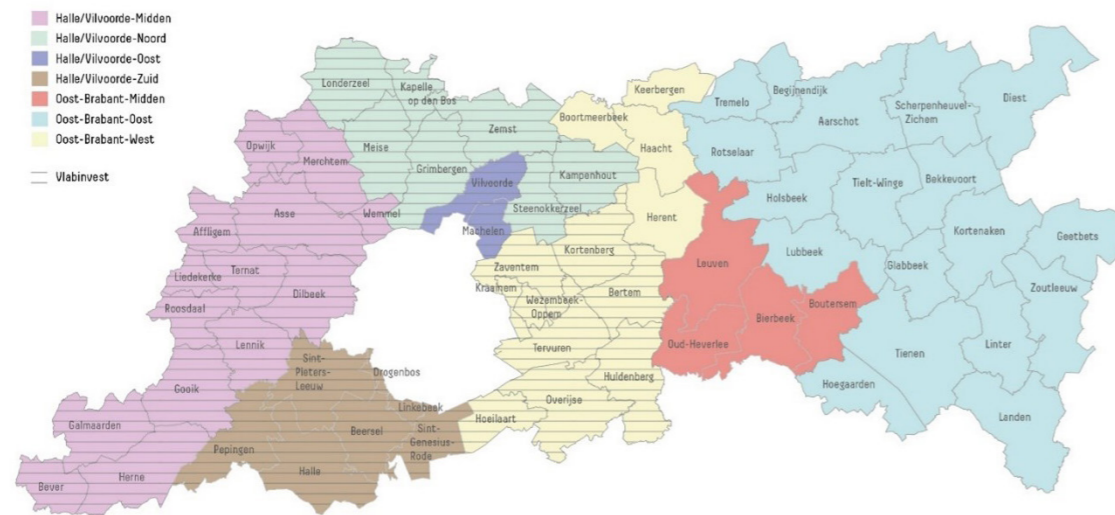 Halle/Vilvoorde-Midden
Halle/Vilvoorde-Noord
Halle/Vilvoorde-Oost
Halle/Vilvoorde-Zuid
Oost-Brabant-Midden
Oost-Brabant-Oost
Oost-Brabant-West
Vlabinvest
Londerzeel
Kapelle
op den Bos
Zemst
Opwijk
Merchtem
Meise
Grimbergen
Vilvoorde
Kampenhout
Steenokkerzeel
Machelen
Wemmel
Asse
Affligem
Liedekerke
Ternat
Roosdaal
Dilbeek
Lennik
Gooik
Galmaarden
Herne
Bever
Sint-
Pieters-
Leeuw
Drogenbos
Linkebeek
Beersel
Sint-
Genesius-
Rode
Pepingen
Halle
Keerbergen
Boortmeerbeek
Haacht
Herent
Kortenberg
Zaventem
Kraainem
Wezembeek-
Oppem
Bertem
Tervuren
Huldenberg
Overijse
Hoeilaart
Leuven
Oud-Heverlee
Bierbeek
Boutersem
Tremelo
Begijnendijk
Aarschot
Scherpenheuvel-
Zichem
Diest
Rotselaar
Tielt-Winge
Bekkevoort
Holsbeek
Lubbeek
Kortenaken
Geetbets
Glabbeek
Zoutleeuw
Tienen
Linter
Hoegaarden
Landen